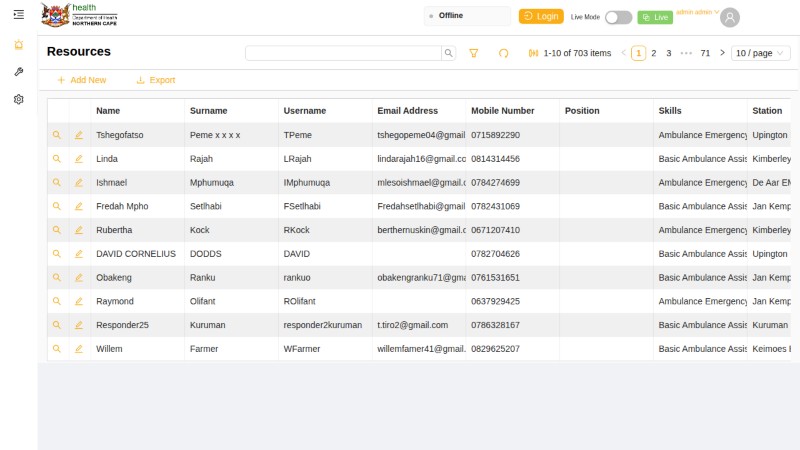 health
Department of Health
NORTHERN CAPE
Offline
Login
Live Mode
Live
admin admin
Resources
1-10 of 703 items
1 2 3 ••• 71
10 / page
Add New
Export
Name Surname Username Email Address Mobile Number Position Skills Station
Tshegofatso Peme x x x x TPeme tshegopeme04@gmail 0715892290 Ambulance Emergency Upington
Linda Rajah LRajah lindarajah16@gmail.cc 0814314456 Basic Ambulance Assis Kimberley
Ishmael Mphumuqa IMphumuqa mlesoishmael@gmail.c 0784274699 Ambulance Emergency De Aar EM
Fredah Mpho Setlhabi FSetlhabi Fredahsetlhabi@gmail. 0782431069 Basic Ambulance Assis Jan Kemp
Rubertha Kock RKock berthernuskin@gmail.c 0671207410 Ambulance Emergency Kimberley
DAVID CORNELIUS DODDS DAVID 0782704626 Basic Ambulance Assis Upington
Obakeng Ranku rankuo obakengranku71@gma 0761531651 Basic Ambulance Assis Jan Kemp
Raymond Olifant ROlifant 0637929425 Ambulance Emergency Jan Kemp
Responder25 Kuruman responder2kuruman t.tiro2@gmail.com 0786328167 Basic Ambulance Assis Kuruman
Willem Farmer WFarmer willemfamer41@gmail. 0829625207 Basic Ambulance Assis Keimoes